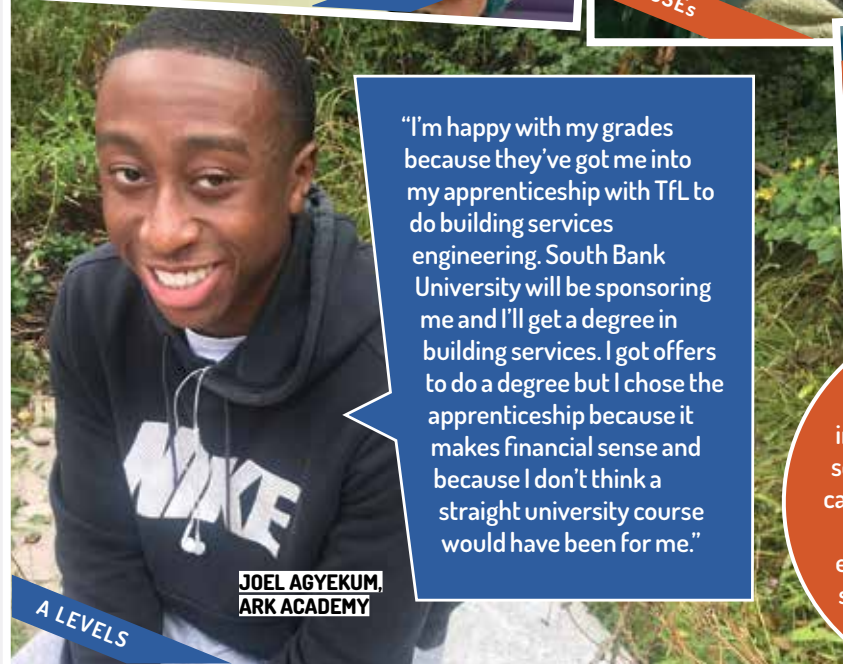 "I'm happy with my grades
because they've got me into
my apprenticeship with TfL to
do building services
engineering. South Bank
University will be sponsoring
me and I'll get a degree in
building services. I got offers
to do a degree but I chose the
apprenticeship because it
makes financial sense and
because I don't think a
straight university course
would have been for me."
NIKE
JOEL AGYEKUM,
ARK ACADEMY
A LEVELS